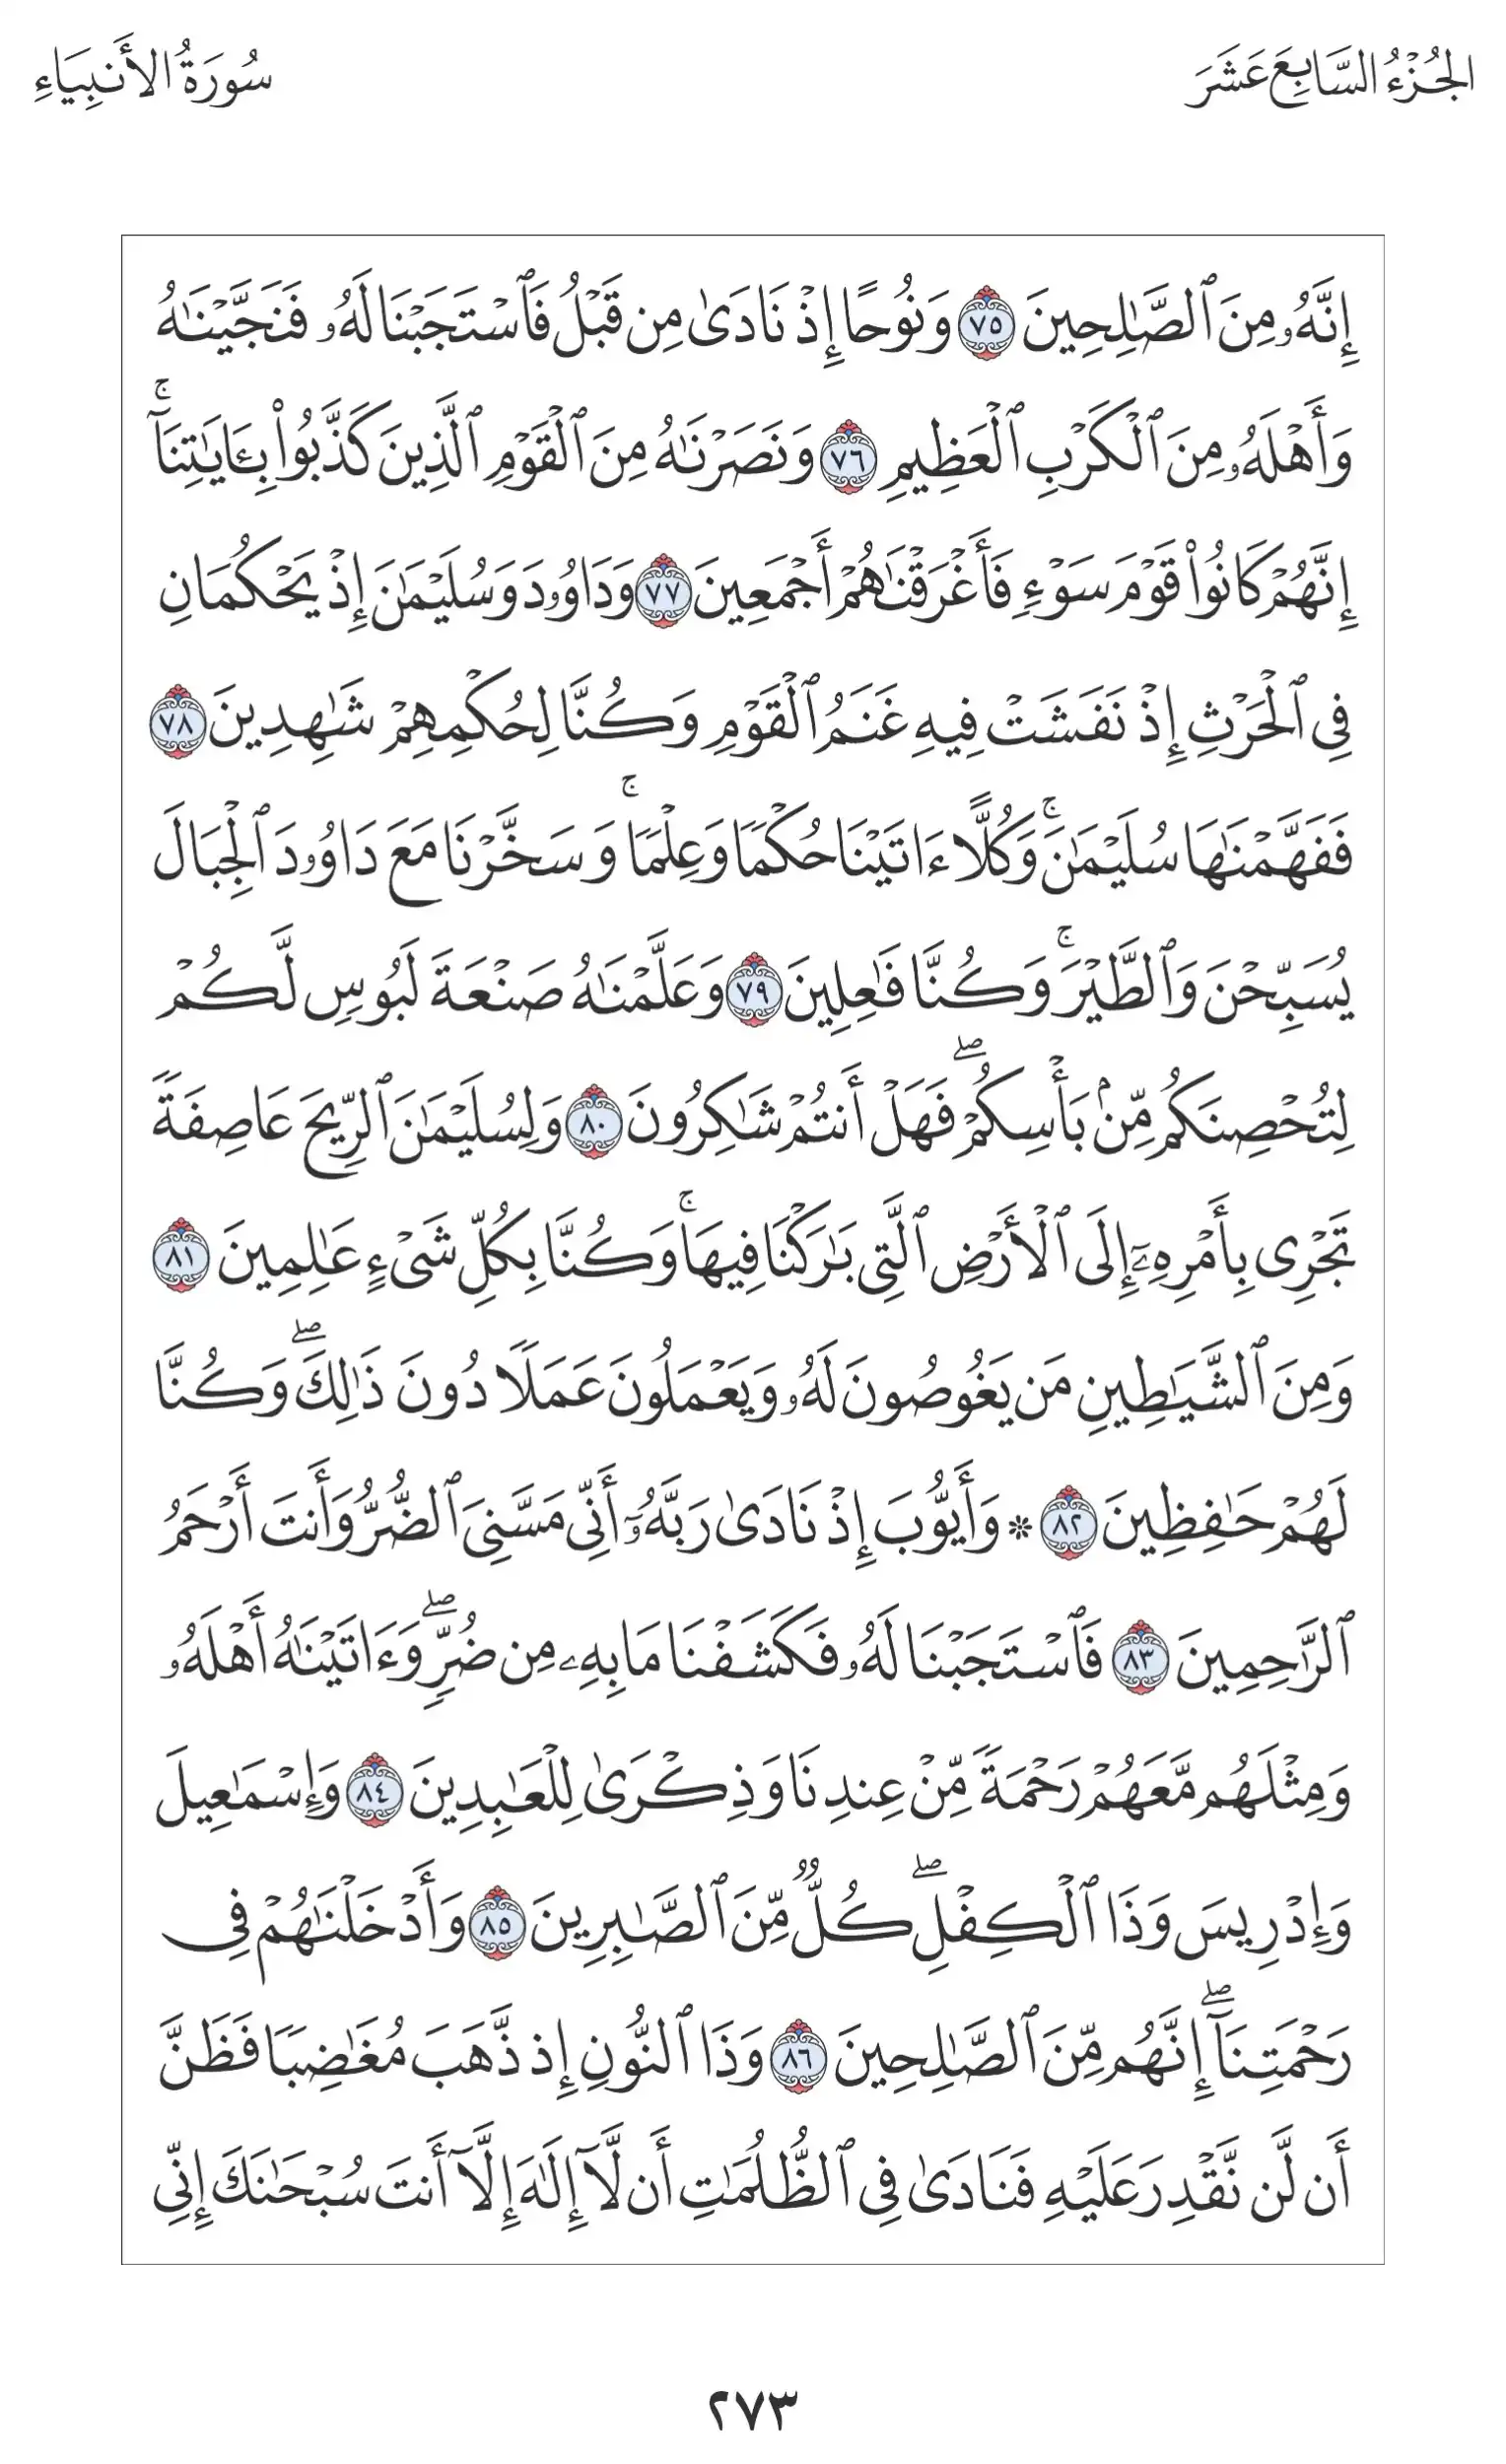 الجُزْءُ السَّابِعَ عَشَرَ
سُورَةُ الأَنبِيَاءِ
إِنَّهُۥ مِنَ ٱلصَّٰلِحِينَ ٧٥ وَنُوحًا إِذۡ نَادَىٰ مِن قَبۡلُ فَٱسۡتَجَبۡنَا لَهُۥ فَنَجَّيۡنَٰهُ
وَأَهۡلَهُۥ مِنَ ٱلۡكَرۡبِ ٱلۡعَظِيمِ ٧٦ وَنَصَرۡنَٰهُ مِنَ ٱلۡقَوۡمِ ٱلَّذِينَ كَذَّبُواْ بِـَٔايَٰتِنَآۚ
إِنَّهُمۡ كَانُواْ قَوۡمَ سَوۡءٖ فَأَغۡرَقۡنَٰهُمۡ أَجۡمَعِينَ ٧٧ وَدَاوُۥدَ وَسُلَيۡمَٰنَ إِذۡ يَحۡكُمَانِ
فِي ٱلۡحَرۡثِ إِذۡ نَفَشَتۡ فِيهِ غَنَمُ ٱلۡقَوۡمِ وَكُنَّا لِحُكۡمِهِمۡ شَٰهِدِينَ ٧٨
فَفَهَّمۡنَٰهَا سُلَيۡمَٰنَۚ وَكُلًّا ءَاتَيۡنَا حُكۡمٗا وَعِلۡمٗاۚ وَسَخَّرۡنَا مَعَ دَاوُۥدَ ٱلۡجِبَالَ
يُسَبِّحۡنَ وَٱلطَّيۡرَۚ وَكُنَّا فَٰعِلِينَ ٧٩ وَعَلَّمۡنَٰهُ صَنۡعَةَ لَبُوسٖ لَّكُمۡ
لِتُحۡصِنَكُم مِّنۢ بَأۡسِكُمۡۖ فَهَلۡ أَنتُمۡ شَٰكِرُونَ ٨٠ وَلِسُلَيۡمَٰنَ ٱلرِّيحَ عَاصِفَةٗ
تَجۡرِي بِأَمۡرِهِۦٓ إِلَى ٱلۡأَرۡضِ ٱلَّتِي بَٰرَكۡنَا فِيهَاۚ وَكُنَّا بِكُلِّ شَيۡءٍ عَٰلِمِينَ ٨١
وَمِنَ ٱلشَّيَٰطِينِ مَن يَغُوصُونَ لَهُۥ وَيَعۡمَلُونَ عَمَلٗا دُونَ ذَٰلِكَۖ وَكُنَّا
لَهُمۡ حَٰفِظِينَ ٨٢ * وَأَيُّوبَ إِذۡ نَادَىٰ رَبَّهُۥٓ أَنِّي مَسَّنِيَ ٱلضُّرُّ وَأَنتَ أَرۡحَمُ
ٱلرَّٰحِمِينَ ٨٣ فَٱسۡتَجَبۡنَا لَهُۥ فَكَشَفۡنَا مَا بِهِۦ مِن ضُرّٖۖ وَءَاتَيۡنَٰهُ أَهۡلَهُۥ
وَمِثۡلَهُم مَّعَهُمۡ رَحۡمَةٗ مِّنۡ عِندِنَا وَذِكۡرَىٰ لِلۡعَٰبِدِينَ ٨٤ وَإِسۡمَٰعِيلَ
وَإِدۡرِيسَ وَذَا ٱلۡكِفۡلِۖ كُلّٞ مِّنَ ٱلصَّٰبِرِينَ ٨٥ وَأَدۡخَلۡنَٰهُمۡ فِي
رَحۡمَتِنَآۖ إِنَّهُم مِّنَ ٱلصَّٰلِحِينَ ٨٦ وَذَا ٱلنُّونِ إِذ ذَّهَبَ مُغَٰضِبٗا فَظَنَّ
أَن لَّن نَّقۡدِرَ عَلَيۡهِ فَنَادَىٰ فِي ٱلظُّلُمَٰتِ أَن لَّآ إِلَٰهَ إِلَّآ أَنتَ سُبۡحَٰنَكَ إِنِّي
٢٧٣